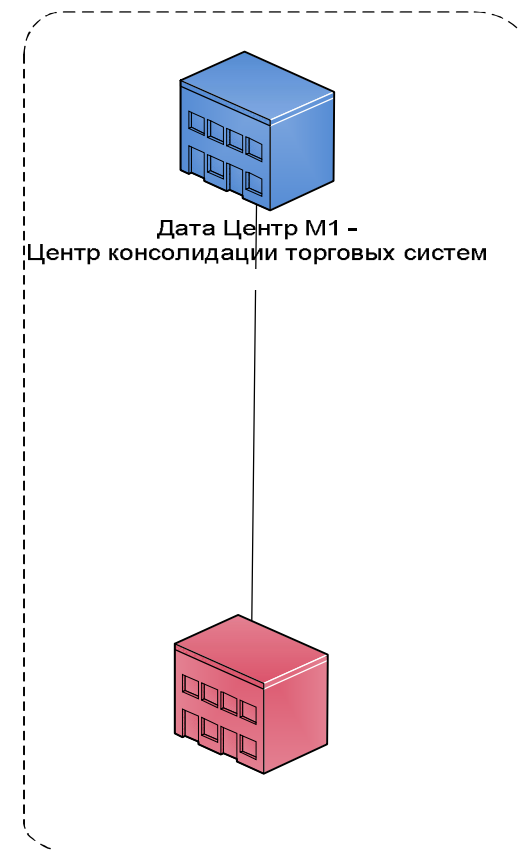 Дата Центр М1 -
Центр консолидации торговых систем